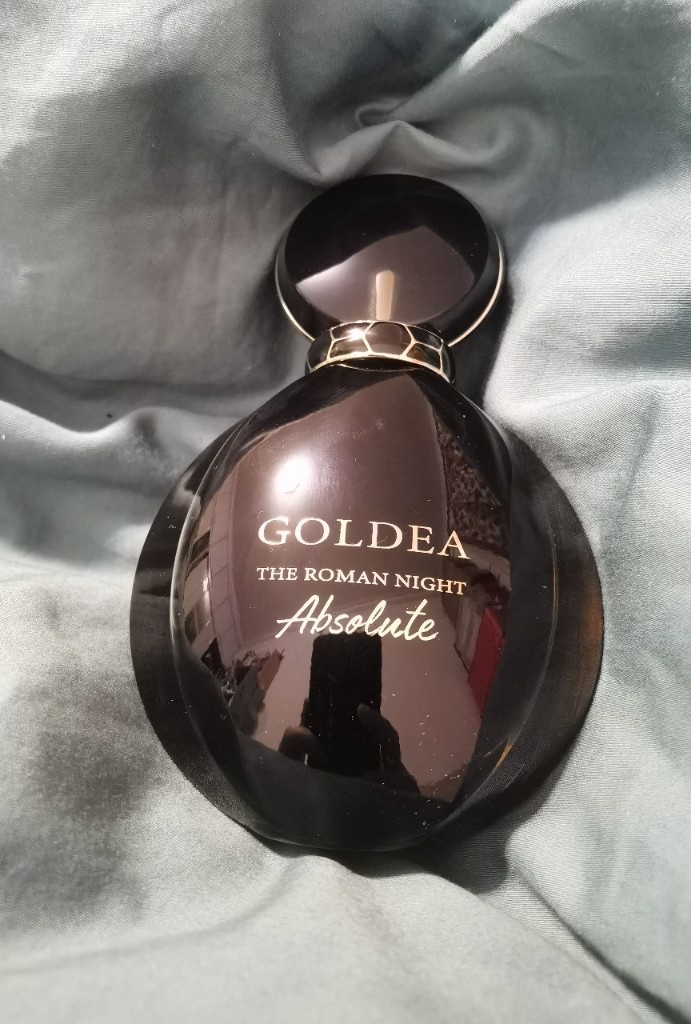 GOLDEA
THE ROMAN NIGHT
Absolute